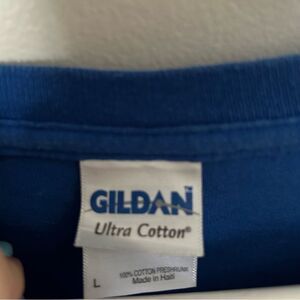 GILDAN
Ultra Cotton®
100% COTTON PRESHRUNK
L
Made in Haiti